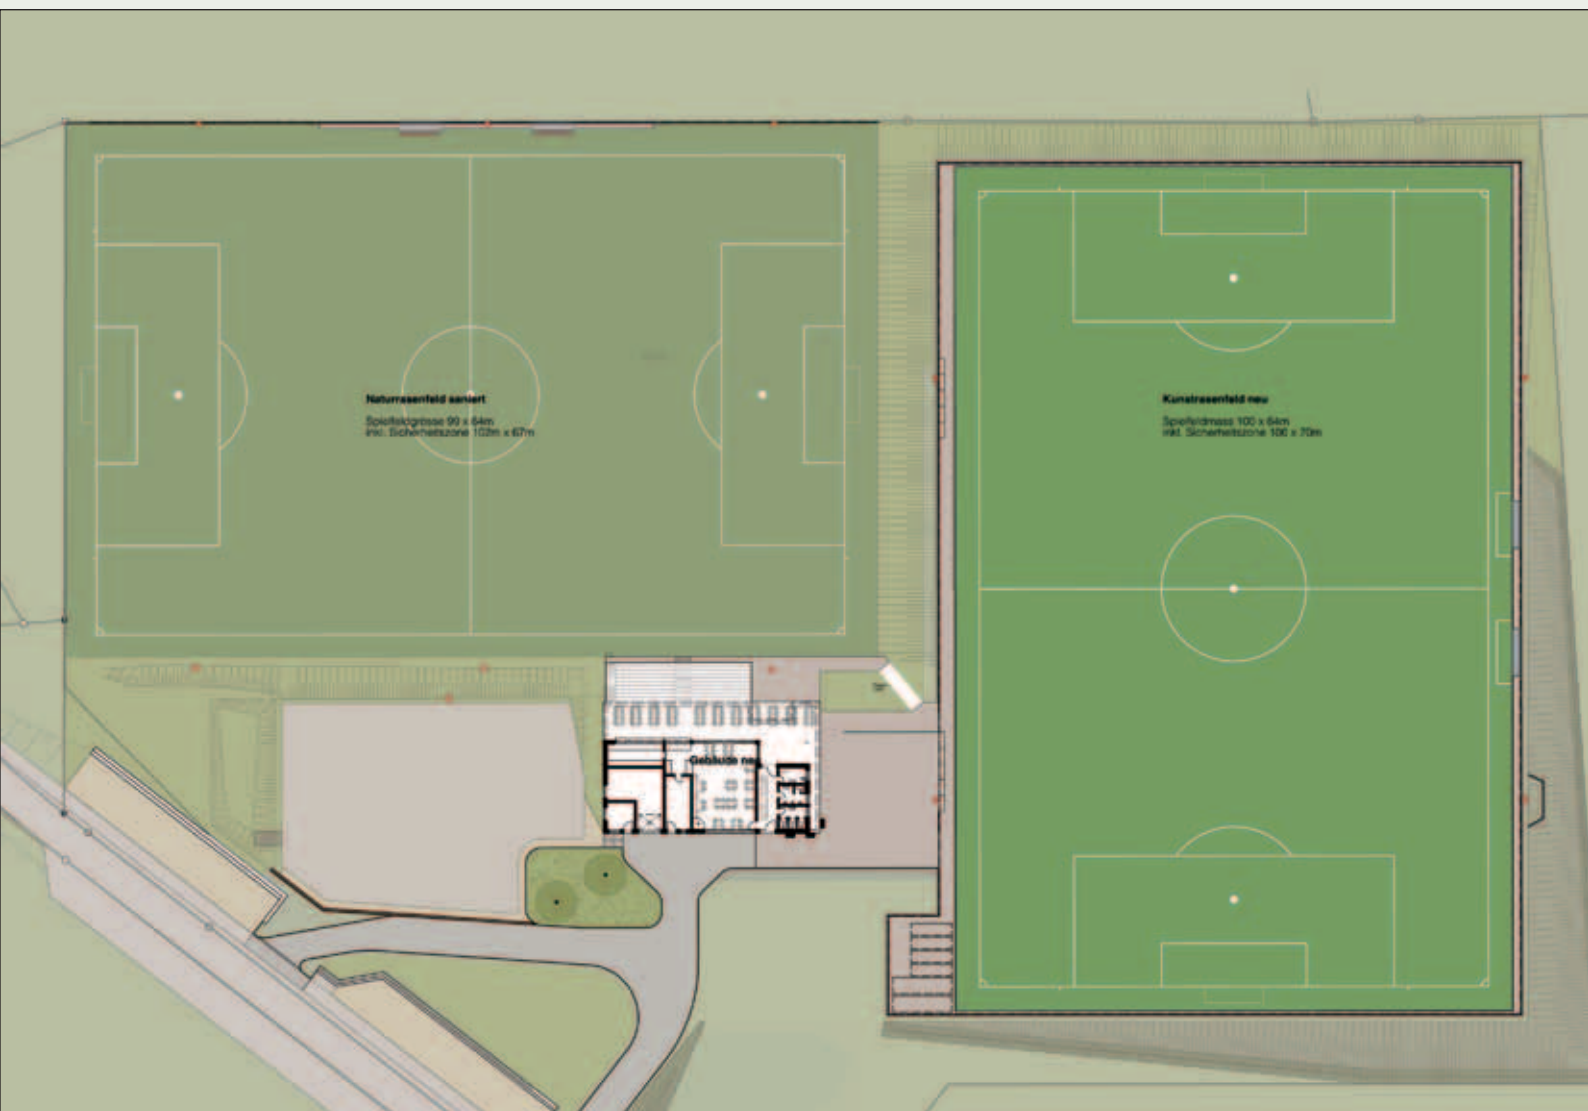 Naturrasenfeld saniert
Spielfeldgrösse 99 x 64m
inkl. Sicherheitszone 102m x 67m
Kunstrasenfeld neu
Spielfeldmass 100 x 64m
inkl. Sicherheitszone 106 x 70m
Gebäude neu